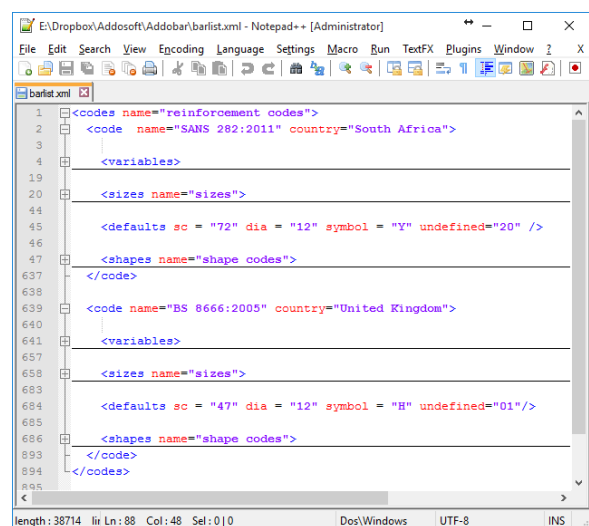 E:\Dropbox\Addosoft\Addobar\barlist.xml - Notepad++ [Administrator]
File Edit Search View Encoding Language Settings Macro Run TextFX Plugins Window ? X
barlist.xml
1 <codes name="reinforcement codes">
2 <code name="SANS 282:2011" country="South Africa">
3
4 <variables>
19
20 <sizes name="sizes">
44
45 <defaults sc = "72" dia = "12" symbol = "Y" undefined="20" />
46
47 <shapes name="shape codes">
637 </code>
638
639 <code name="BS 8666:2005" country="United Kingdom">
640
641 <variables>
657
658 <sizes name="sizes">
683
684 <defaults sc = "47" dia = "12" symbol = "H" undefined="01"/>
685
686 <shapes name="shape codes">
893 </code>
894 </codes>
895
length : 38714 lir Ln : 88 Col : 48 Sel : 0 | 0 Dos\Windows UTF-8 INS